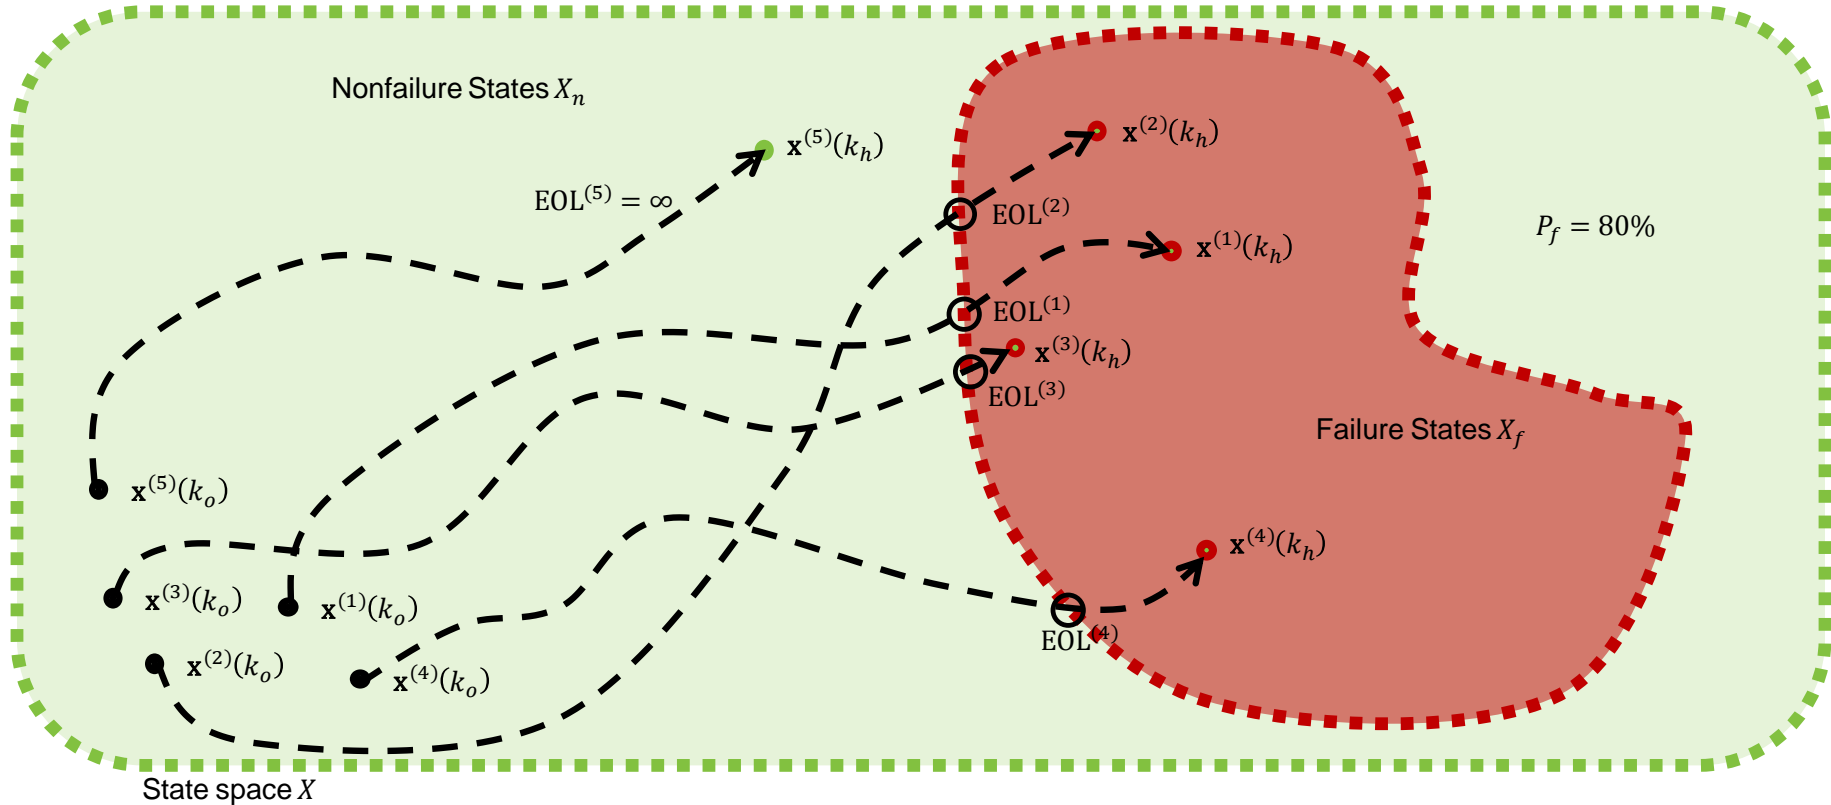 Nonfailure States Xₙ
x⁽²⁾(kₕ)
x⁽⁵⁾(kₕ)
EOL⁽⁵⁾ = ∞
EOL⁽²⁾
P_f = 80%
x⁽¹⁾(kₕ)
EOL⁽¹⁾
x⁽³⁾(kₕ)
EOL⁽³⁾
Failure States X_f
x⁽⁵⁾(kₒ)
x⁽⁴⁾(kₕ)
x⁽³⁾(kₒ)
x⁽¹⁾(kₒ)
EOL⁽⁴⁾
x⁽²⁾(kₒ)
x⁽⁴⁾(kₒ)
State space X